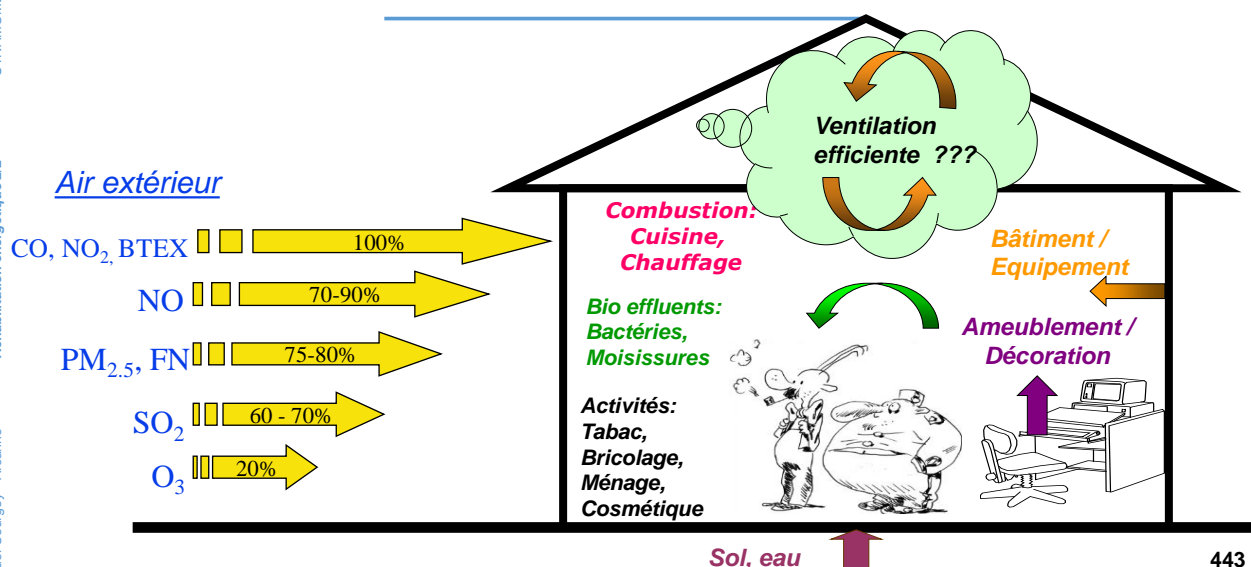 Air extérieur
CO, NO2, BTEX
100%
NO
70-90%
PM2.5, FN
75-80%
SO2
60 - 70%
O3
20%
Ventilation
efficiente ???
Combustion:
Cuisine,
Chauffage
Bio effluents:
Bactéries,
Moisissures
Activités:
Tabac,
Bricolage,
Ménage,
Cosmétique
Bâtiment /
Equipement
Ameublement /
Décoration
Sol, eau
443